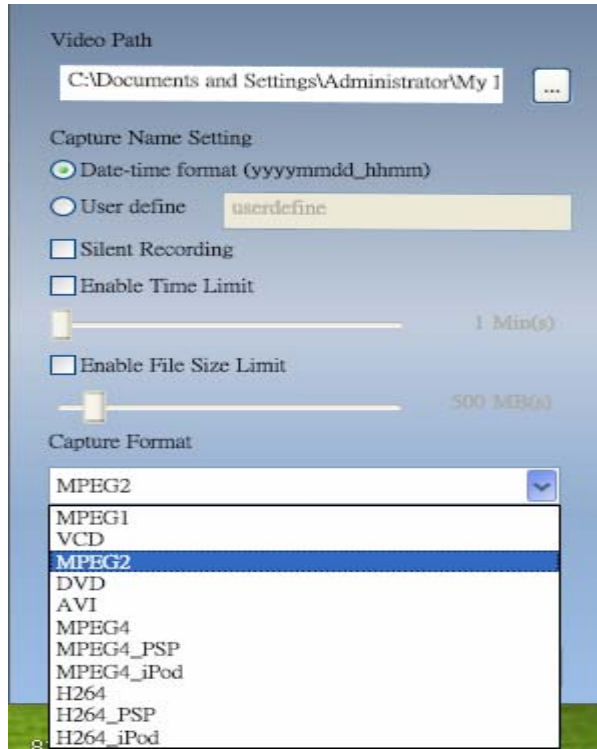 Video Path
C:\Documents and Settings\Administrator\My
...
Capture Name Setting
Date-time format (yyyymmdd_hhmm)
User define
userdefine
Silent Recording
Enable Time Limit
1 Min(s)
Enable File Size Limit
500 MB(s)
Capture Format
MPEG2
MPEG1
VCD
MPEG2
DVD
AVI
MPEG4
MPEG4_PSP
MPEG4_iPod
H264
H264_PSP
H264_iPod